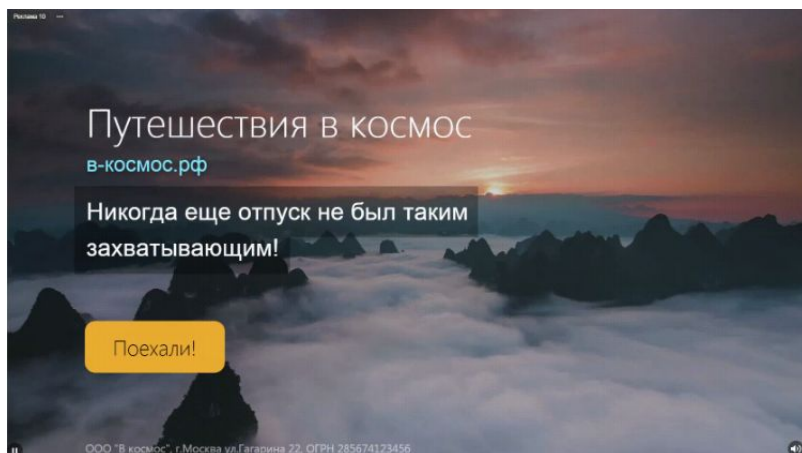 Реклама 10
Путешествия в космос
в-космос.рф
Никогда еще отпуск не был таким
захватывающим!
Поехали!
ООО "В космос", г.Москва ул.Гагарина 22, ОГРН 285674123456